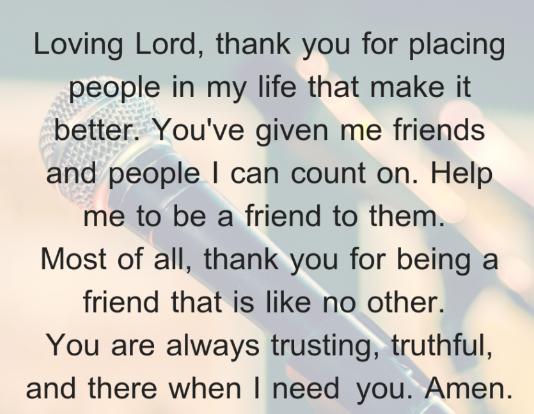 Loving Lord, thank you for placing
people in my life that make it
better. You've given me friends
and people I can count on. Help
me to be a friend to them.
Most of all, thank you for being a
friend that is like no other.
You are always trusting, truthful,
and there when I need you. Amen.